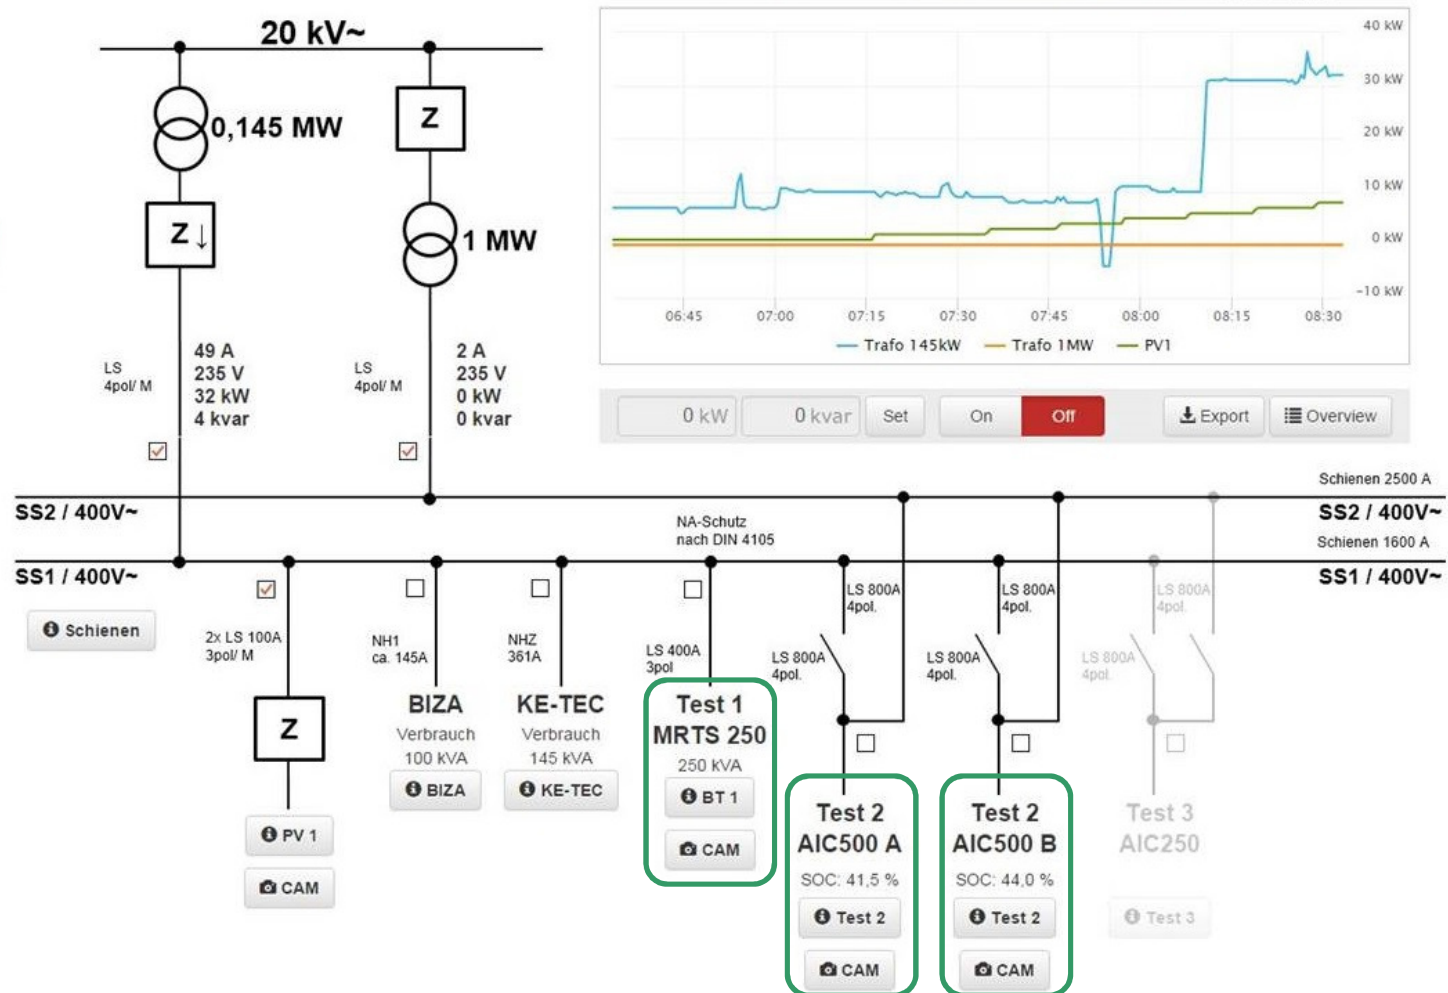 20 kV~
0,145 MW
Z
Z ↓
1 MW
LS
4pol/ M
49 A
235 V
32 kW
4 kvar
LS
4pol/ M
2 A
235 V
0 kW
0 kvar
40 kW
30 kW
20 kW
10 kW
0 kW
-10 kW
06:45 07:00 07:15 07:30 07:45 08:00 08:15 08:30
Trafo 145kW Trafo 1MW PV1
0 kW 0 kvar Set On Off Export Overview
Schienen 2500 A
SS2 / 400V~ SS2 / 400V~
NA-Schutz
nach DIN 4105
Schienen 1600 A
SS1 / 400V~ SS1 / 400V~
Schienen
2x LS 100A
3pol/ M
Z
PV 1
CAM
NH1
ca. 145A
BIZA
Verbrauch
100 kVA
BIZA
NHZ
361A
KE-TEC
Verbrauch
145 kVA
KE-TEC
LS 400A
3pol
Test 1
MRTS 250
250 kVA
BT 1
CAM
LS 800A
4pol.
LS 800A
4pol.
Test 2
AIC500 A
SOC: 41,5 %
Test 2
CAM
LS 800A
4pol.
LS 800A
4pol.
Test 2
AIC500 B
SOC: 44,0 %
Test 2
CAM
LS 800A
4pol.
LS 800A
4pol.
Test 3
AIC250
Test 3